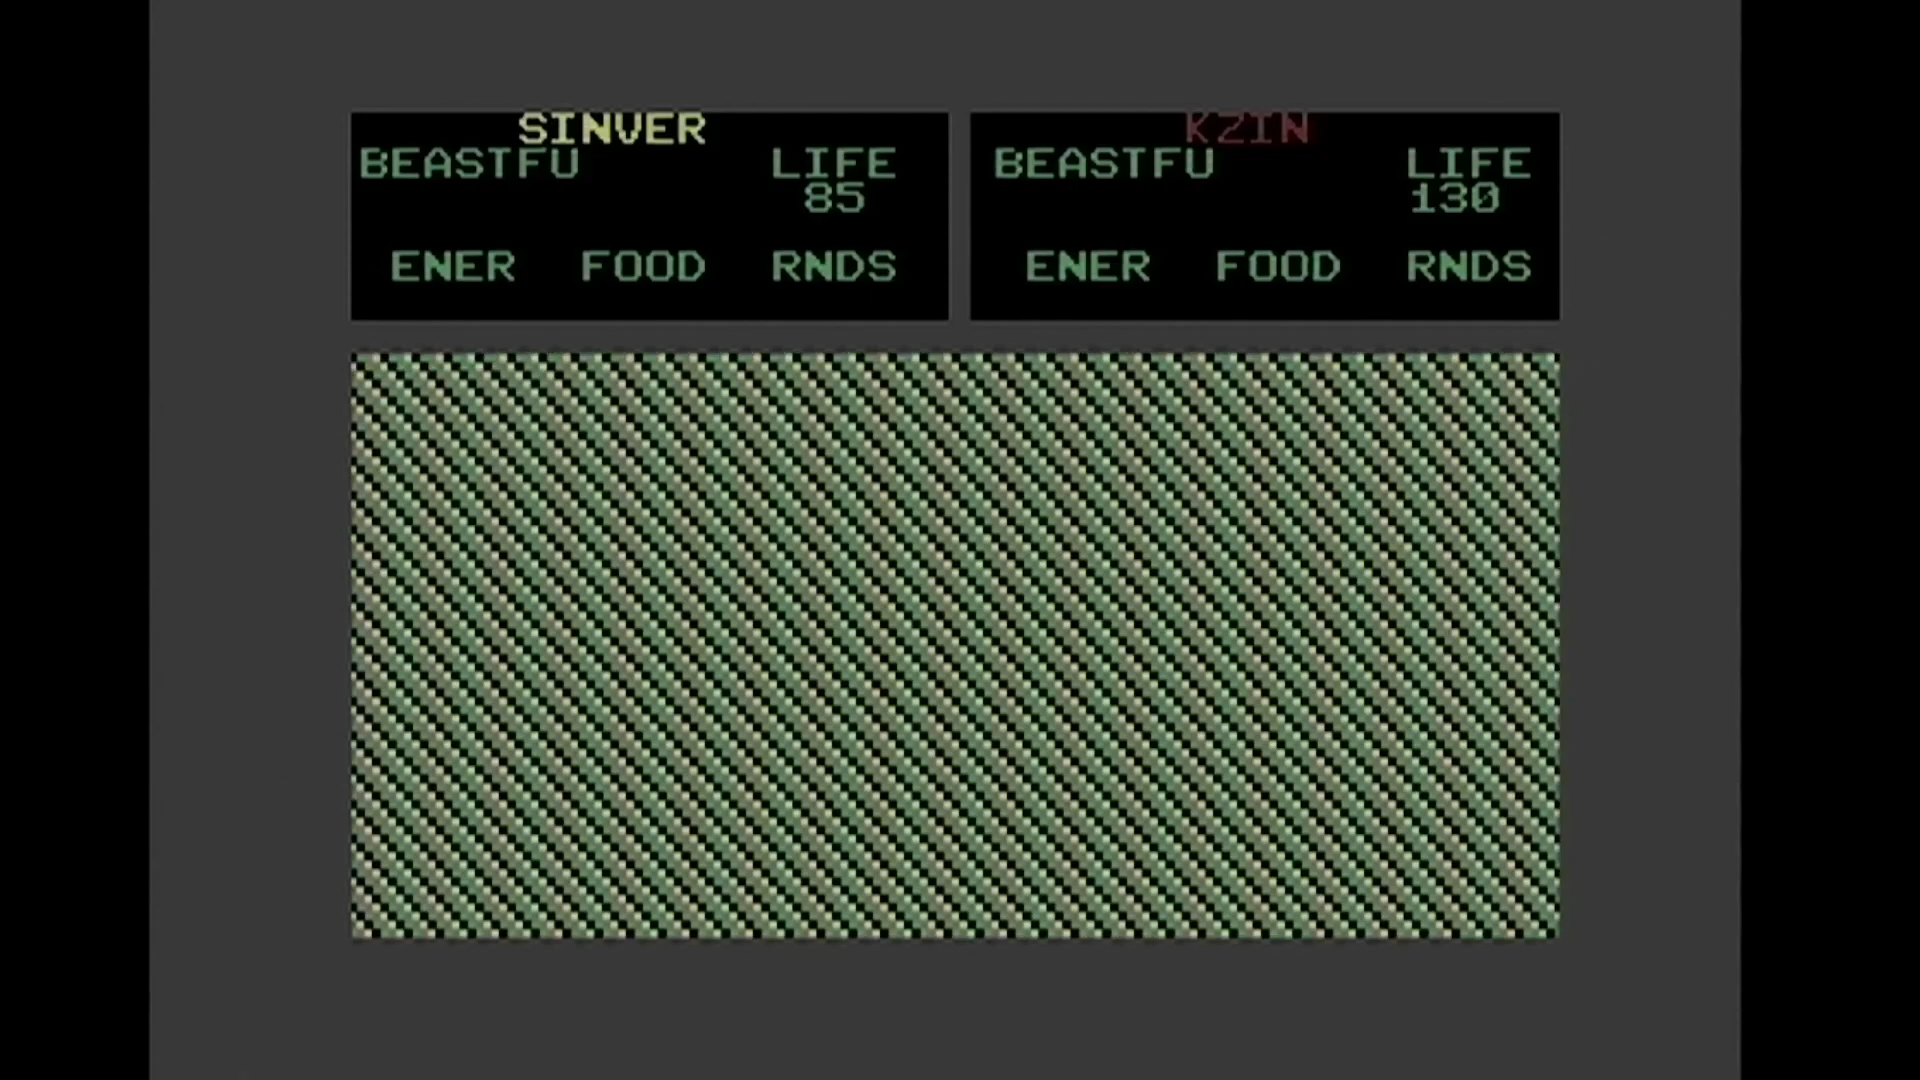 SINVER
BEASTFU LIFE
85
ENER FOOD RNDS
KZIN
BEASTFU LIFE
130
ENER FOOD RNDS